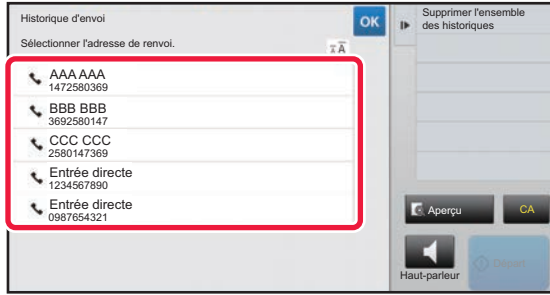 Historique d'envoi
OK
Sélectionner l'adresse de renvoi.
AAA AAA
1472580369
BBB BBB
3692580147
CCC CCC
2580147369
Entrée directe
1234567890
Entrée directe
0987654321
Supprimer l'ensemble
des historiques
Aperçu
CA
Haut-parleur
Départ